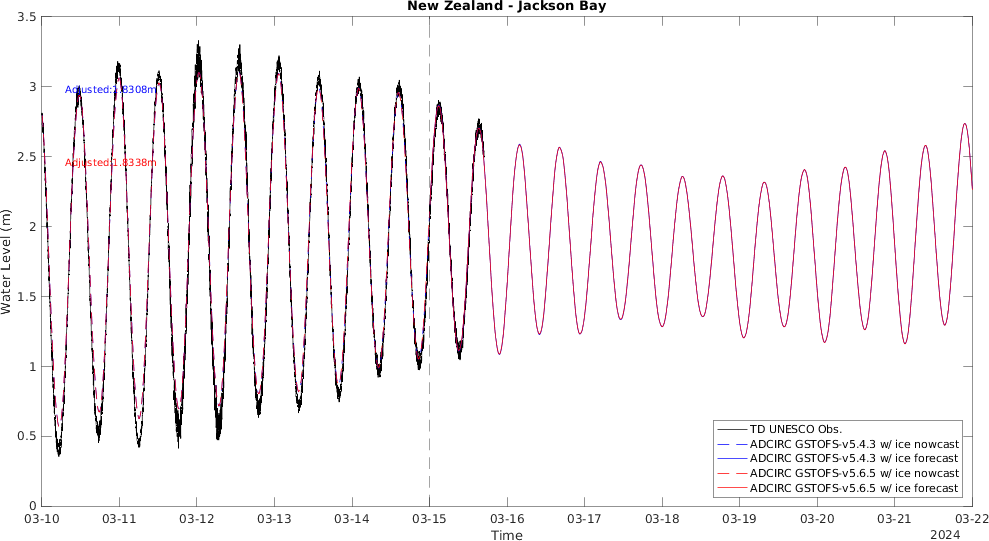 New Zealand - Jackson Bay
3.5
3
2.5
2
1.5
1
0.5
0
Water Level (m)
Adjusted:1.8308m
Adjusted:1.8338m
TD UNESCO Obs.
ADCIRC GSTOFS-v5.4.3 w/ ice nowcast
ADCIRC GSTOFS-v5.4.3 w/ ice forecast
ADCIRC GSTOFS-v5.6.5 w/ ice nowcast
ADCIRC GSTOFS-v5.6.5 w/ ice forecast
03-10 03-11 03-12 03-13 03-14 03-15 03-16 03-17 03-18 03-19 03-20 03-21 03-22
Time
2024